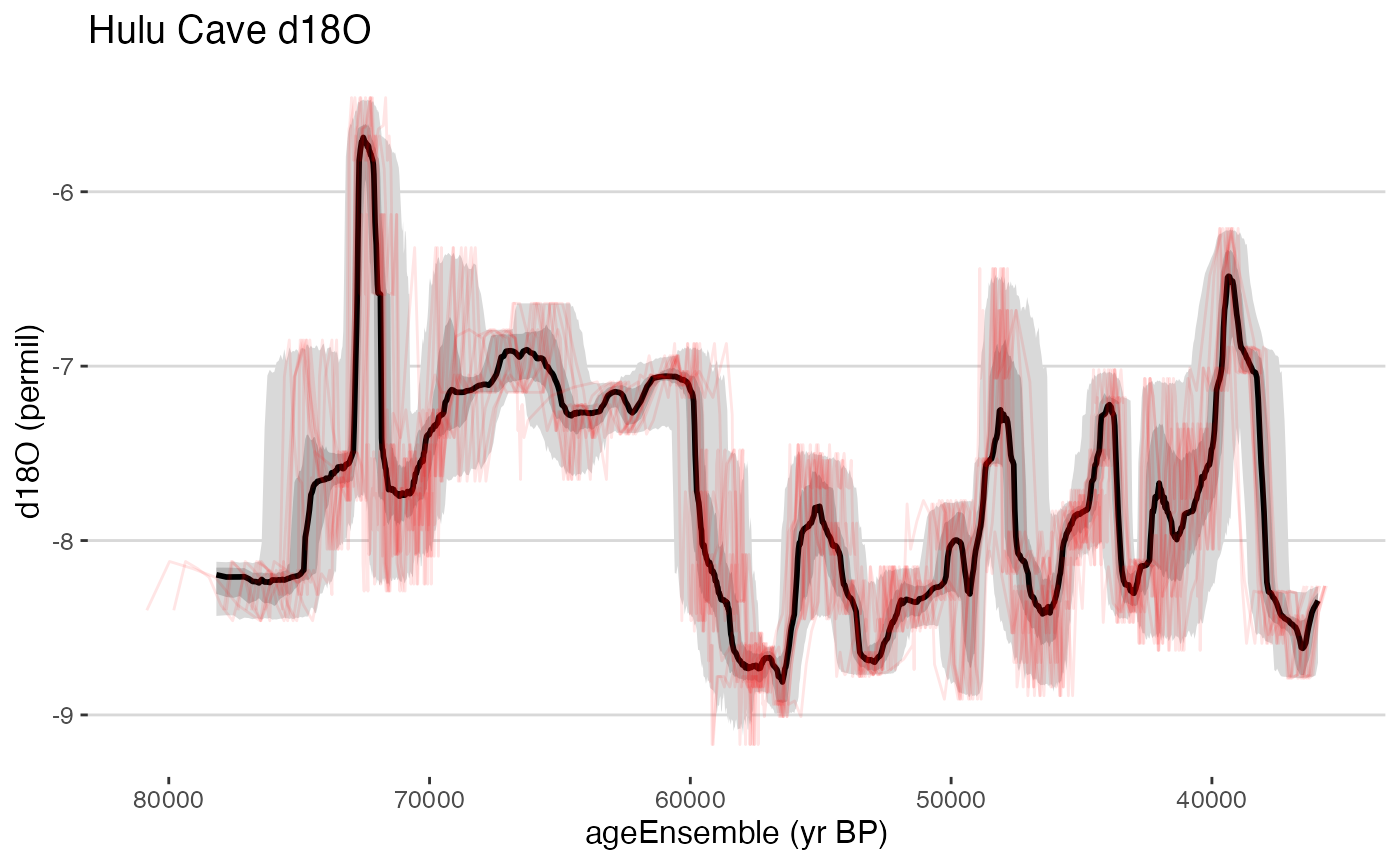 Hulu Cave d18O
d18O (permil)
-6
-7
-8
-9
80000 70000 60000 50000 40000
ageEnsemble (yr BP)